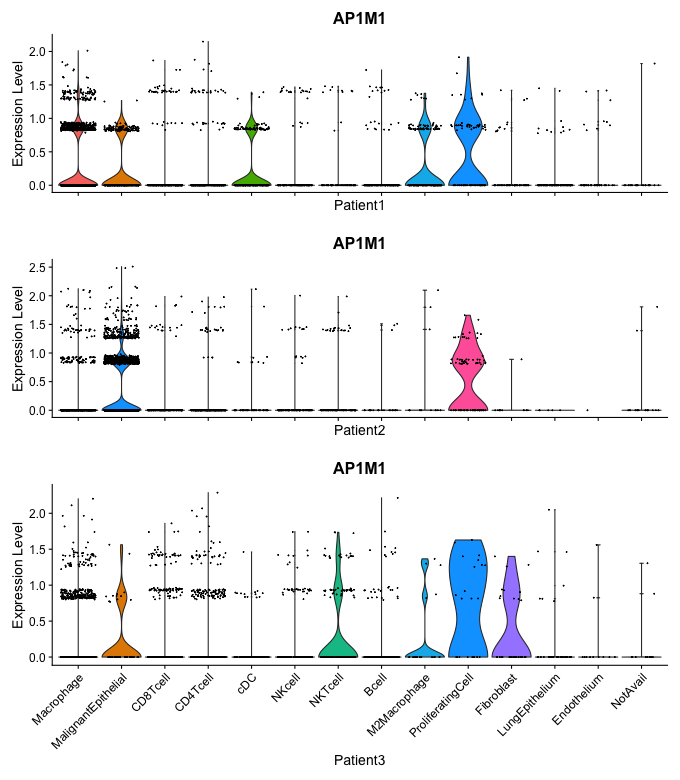 AP1M1
Expression Level
2.0
1.5
1.0
0.5
0.0
Patient1
AP1M1
Expression Level
2.5
2.0
1.5
1.0
0.5
0.0
Patient2
AP1M1
Expression Level
2.0
1.5
1.0
0.5
0.0
Macrophage
MalignantEpithelial
CD8Tcell
CD4Tcell
cDC
NKcell
NKTcell
Bcell
M2Macrophage
ProliferatingCell
Fibroblast
LungEpithelium
Endothelium
NotAvail
Patient3